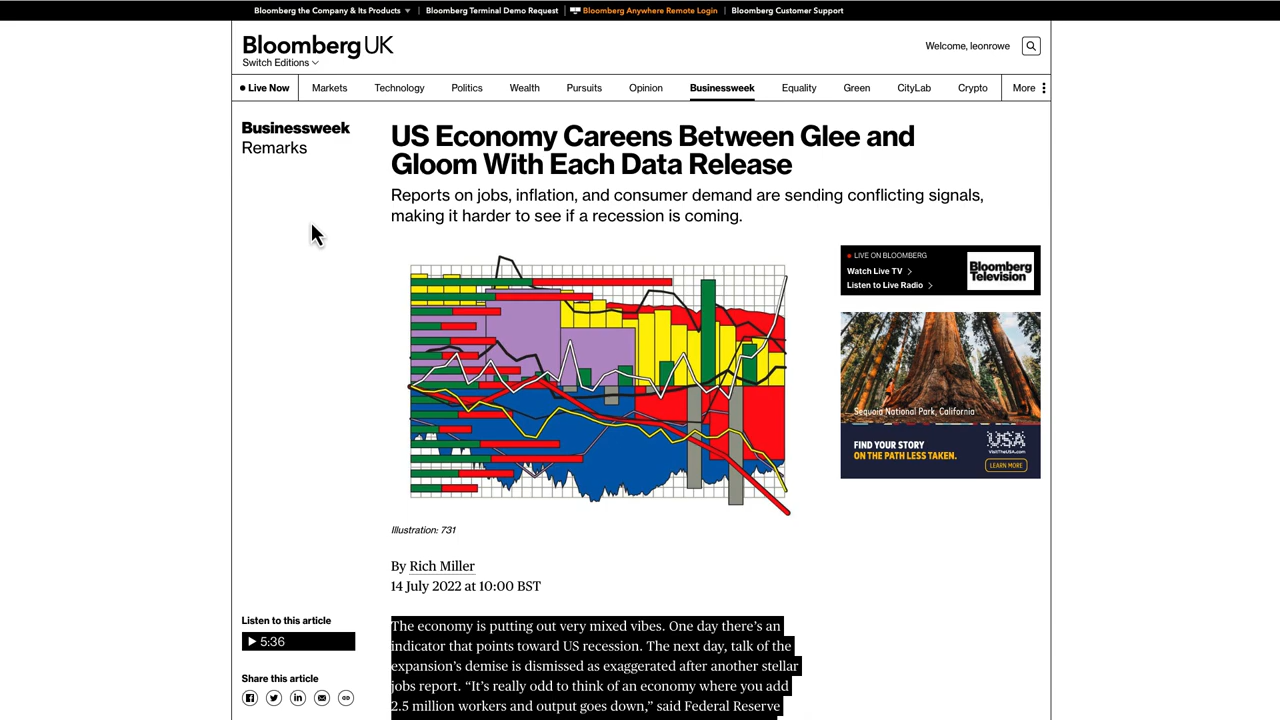 Bloomberg the Company & Its Products
Bloomberg Terminal Demo Request
Bloomberg Anywhere Remote Login
Bloomberg Customer Support
Bloomberg UK
Switch Editions
Welcome, leonrowe
Live Now
Markets
Technology
Politics
Wealth
Pursuits
Opinion
Businessweek
Equality
Green
CityLab
Crypto
More
Businessweek
Remarks
US Economy Careens Between Glee and
Gloom With Each Data Release
Reports on jobs, inflation, and consumer demand are sending conflicting signals,
making it harder to see if a recession is coming.
LIVE ON BLOOMBERG
Watch Live TV
Listen to Live Radio
Bloomberg
Television
Sequoia National Park, California
FIND YOUR STORY
ON THE PATH LESS TAKEN.
USA
VisitTheUSA.com
LEARN MORE
Illustration: 731
By Rich Miller
14 July 2022 at 10:00 BST
Listen to this article
5:36
Share this article
The economy is putting out very mixed vibes. One day there’s an
indicator that points toward US recession. The next day, talk of the
expansion’s demise is dismissed as exaggerated after another stellar
jobs report. “It’s really odd to think of an economy where you add
2.5 million workers and output goes down,” said Federal Reserve